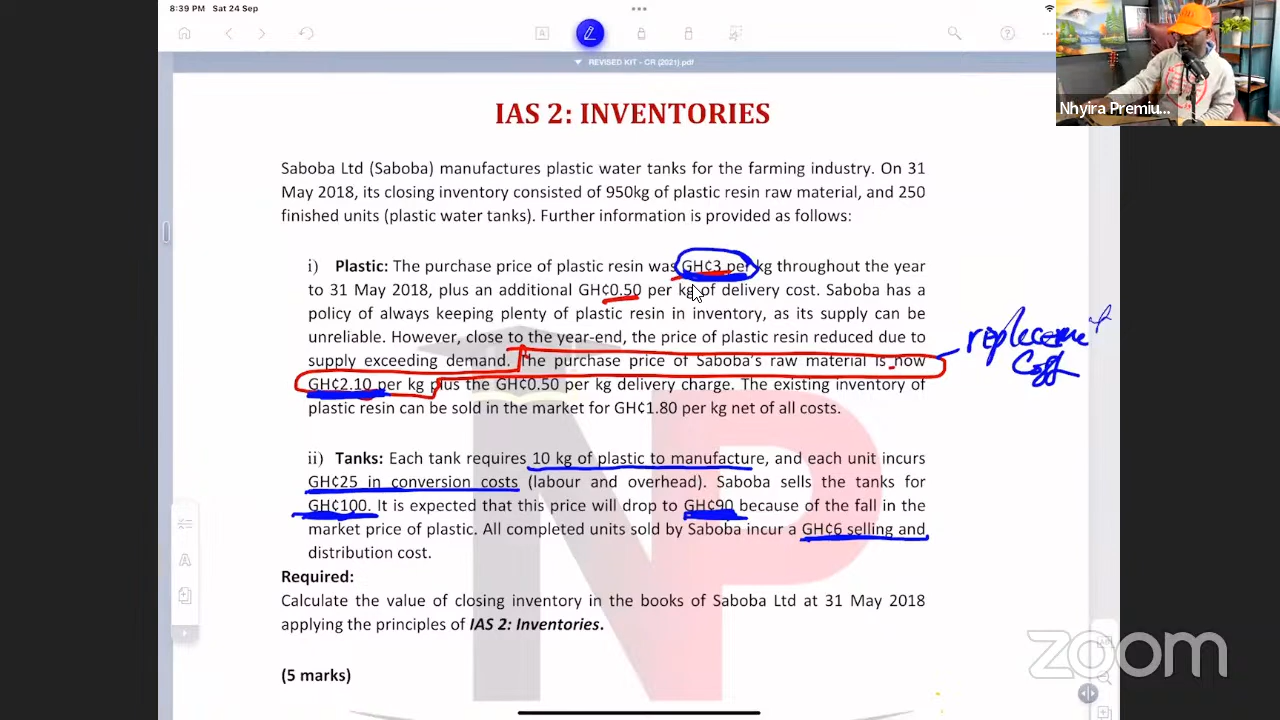 8:39 PM Sat 24 Sep
REVISED KIT - CR (2021).pdf
Nhyira Premiu...
IAS 2: INVENTORIES
Saboba Ltd (Saboba) manufactures plastic water tanks for the farming industry. On 31
May 2018, its closing inventory consisted of 950kg of plastic resin raw material, and 250
finished units (plastic water tanks). Further information is provided as follows:
i) Plastic: The purchase price of plastic resin was GH¢3 per kg throughout the year
to 31 May 2018, plus an additional GH¢0.50 per kg of delivery cost. Saboba has a
policy of always keeping plenty of plastic resin in inventory, as its supply can be
unreliable. However, close to the year-end, the price of plastic resin reduced due to
supply exceeding demand. The purchase price of Saboba's raw material is now
GH¢2.10 per kg plus the GH¢0.50 per kg delivery charge. The existing inventory of
plastic resin can be sold in the market for GH¢1.80 per kg net of all costs.
ii) Tanks: Each tank requires 10 kg of plastic to manufacture, and each unit incurs
GH¢25 in conversion costs (labour and overhead). Saboba sells the tanks for
GH¢100. It is expected that this price will drop to GH¢90 because of the fall in the
market price of plastic. All completed units sold by Saboba incur a GH¢6 selling and
distribution cost.
Required:
Calculate the value of closing inventory in the books of Saboba Ltd at 31 May 2018
applying the principles of IAS 2: Inventories.
(5 marks)
NP
zoom